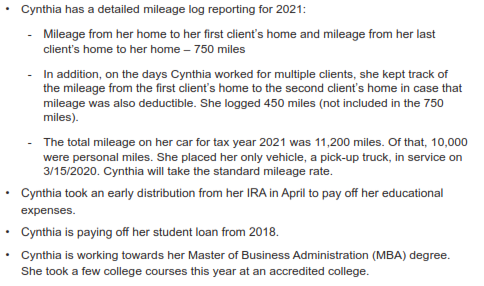 • Cynthia has a detailed mileage log reporting for 2021:
- Mileage from her home to her first client's home and mileage from her last
client's home to her home – 750 miles
- In addition, on the days Cynthia worked for multiple clients, she kept track of
the mileage from the first client's home to the second client's home in case that
mileage was also deductible. She logged 450 miles (not included in the 750
miles).
- The total mileage on her car for tax year 2021 was 11,200 miles. Of that, 10,000
were personal miles. She placed her only vehicle, a pick-up truck, in service on
3/15/2020. Cynthia will take the standard mileage rate.
• Cynthia took an early distribution from her IRA in April to pay off her educational
expenses.
• Cynthia is paying off her student loan from 2018.
• Cynthia is working towards her Master of Business Administration (MBA) degree.
She took a few college courses this year at an accredited college.